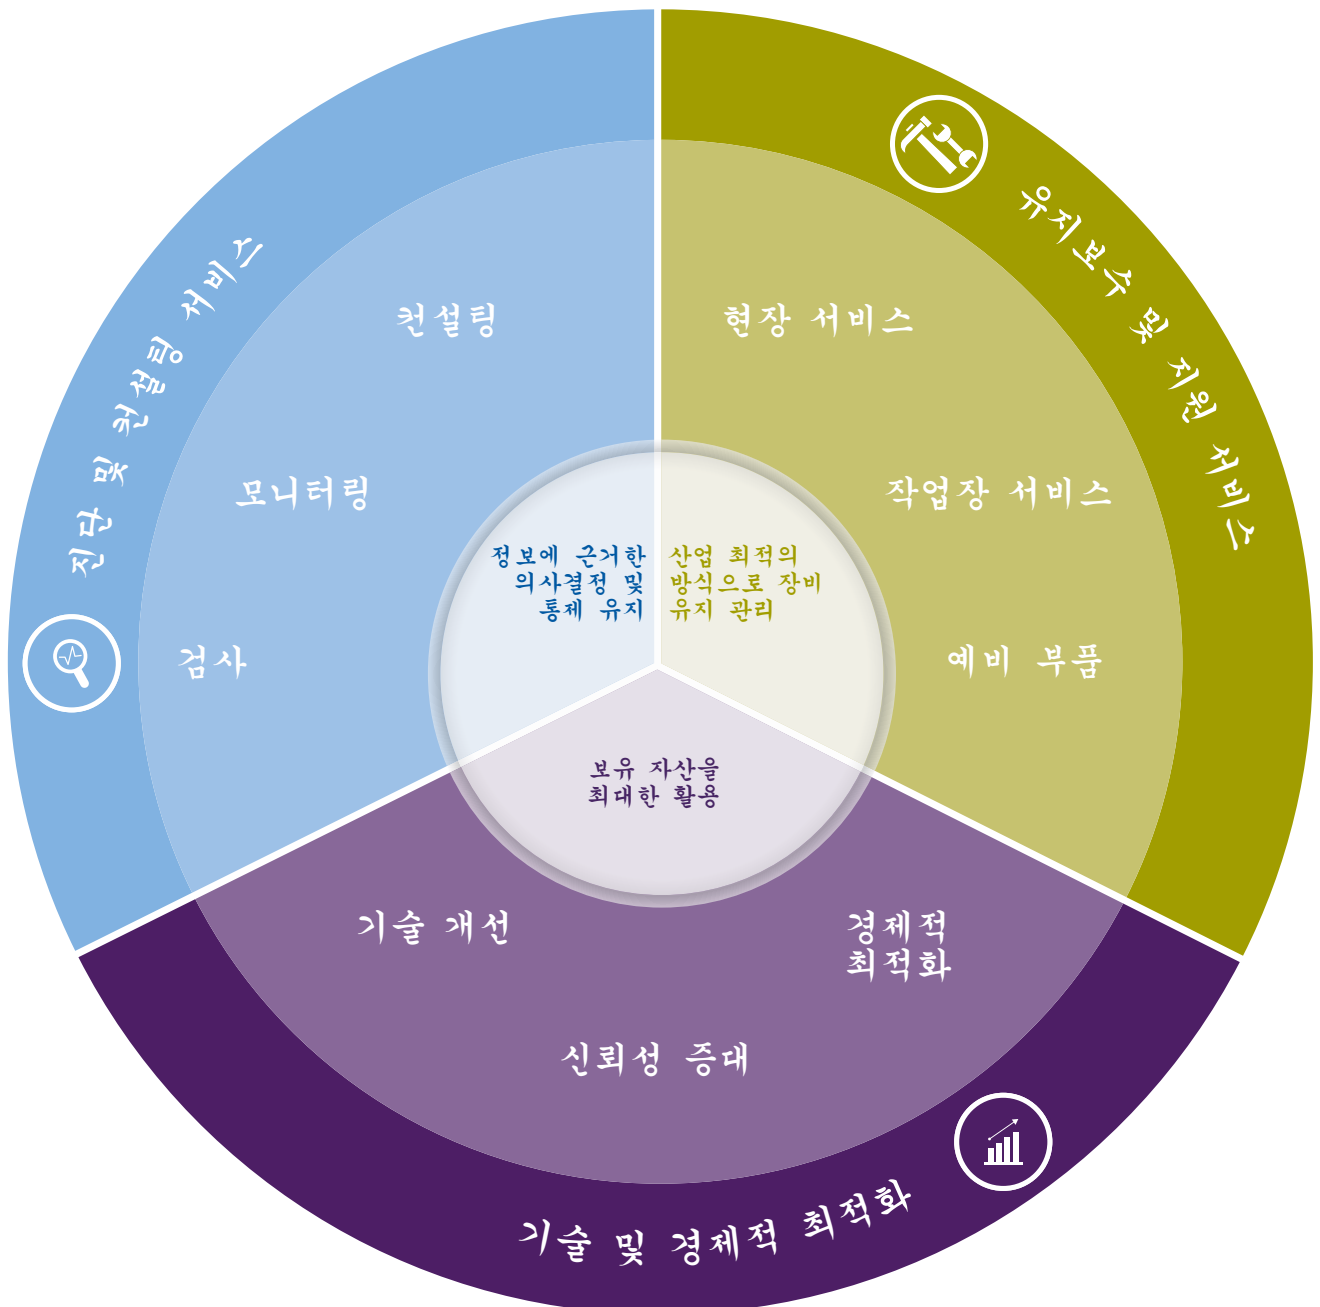 진단 및 컨설팅 서비스
컨설팅
모니터링
검사
정보에 근거한
의사결정 및
통제 유지
유지보수 및 지원 서비스
현장 서비스
작업장 서비스
예비 부품
산업 최적의
방식으로 장비
유지 관리
보유 자산을
최대한 활용
기술 개선
경제적
최적화
신뢰성 증대
기술 및 경제적 최적화